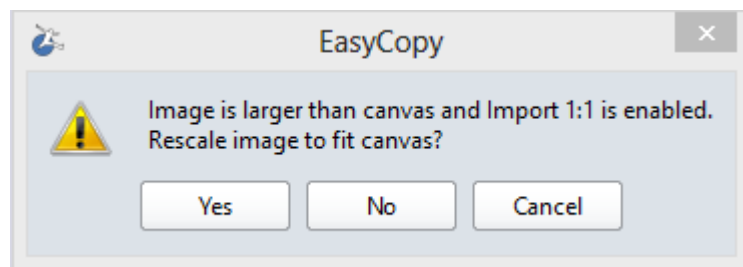 EasyCopy
Image is larger than canvas and Import 1:1 is enabled.
Rescale image to fit canvas?
Yes No Cancel